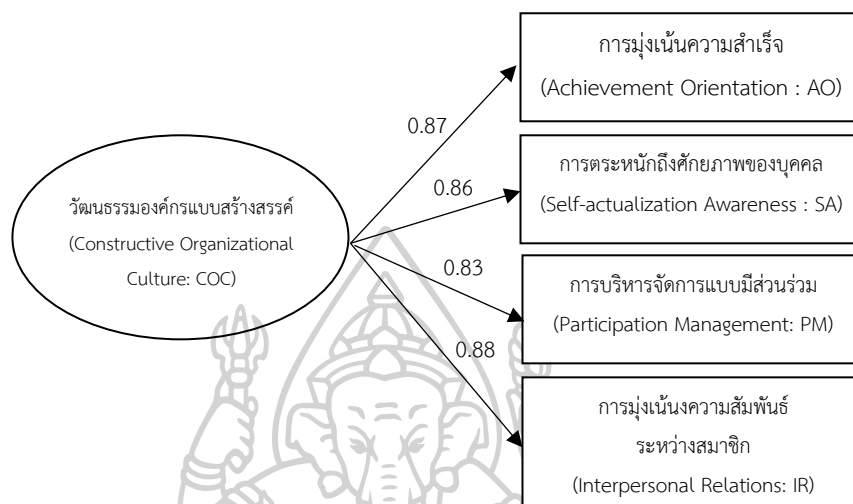 การมุ่งเน้นความสำเร็จ
(Achievement Orientation : AO)
0.87
การตระหนักถึงศักยภาพของบุคคล
(Self-actualization Awareness : SA)
0.86
วัฒนธรรมองค์กรแบบสร้างสรรค์
(Constructive Organizational
Culture: COC)
0.83
การบริหารจัดการแบบมีส่วนร่วม
(Participation Management: PM)
0.88
การมุ่งเน้นงความสัมพันธ์
ระหว่างสมาชิก
(Interpersonal Relations: IR)